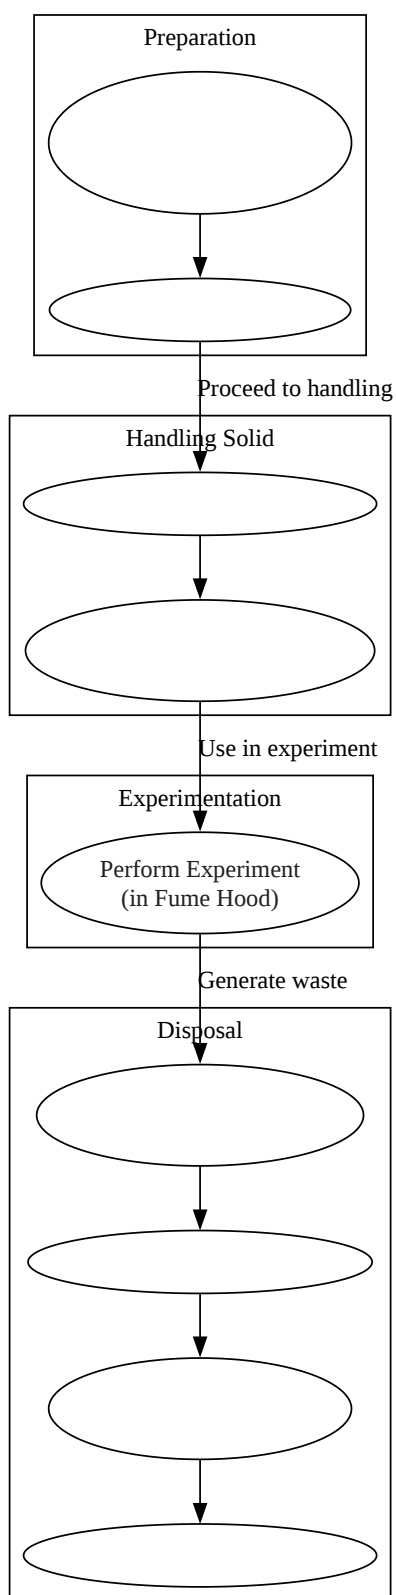 Preparation
Proceed to handling
Handling Solid
Use in experiment
Experimentation
Perform Experiment
(in Fume Hood)
Generate waste
Disposal